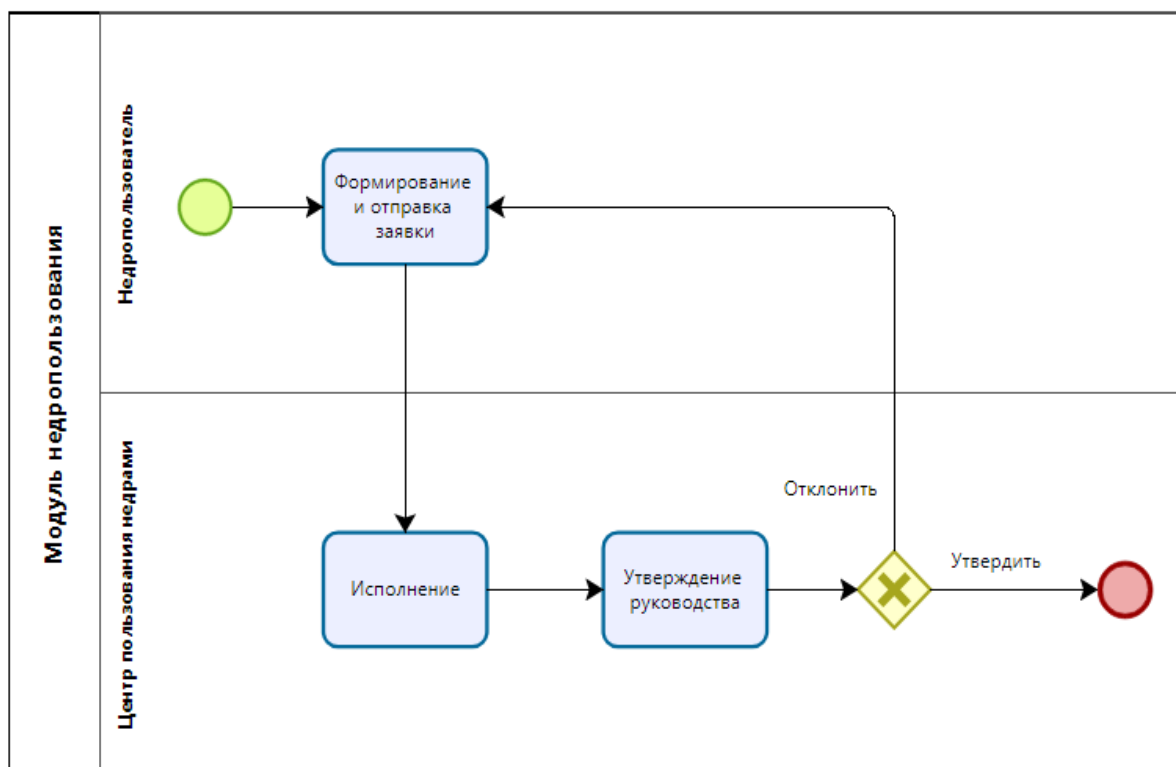 Модуль недропользования
Недропользователь
Формирование
и отправка
заявки
Центр пользования недрами
Исполнение
Утверждение
руководства
Отклонить
Утвердить